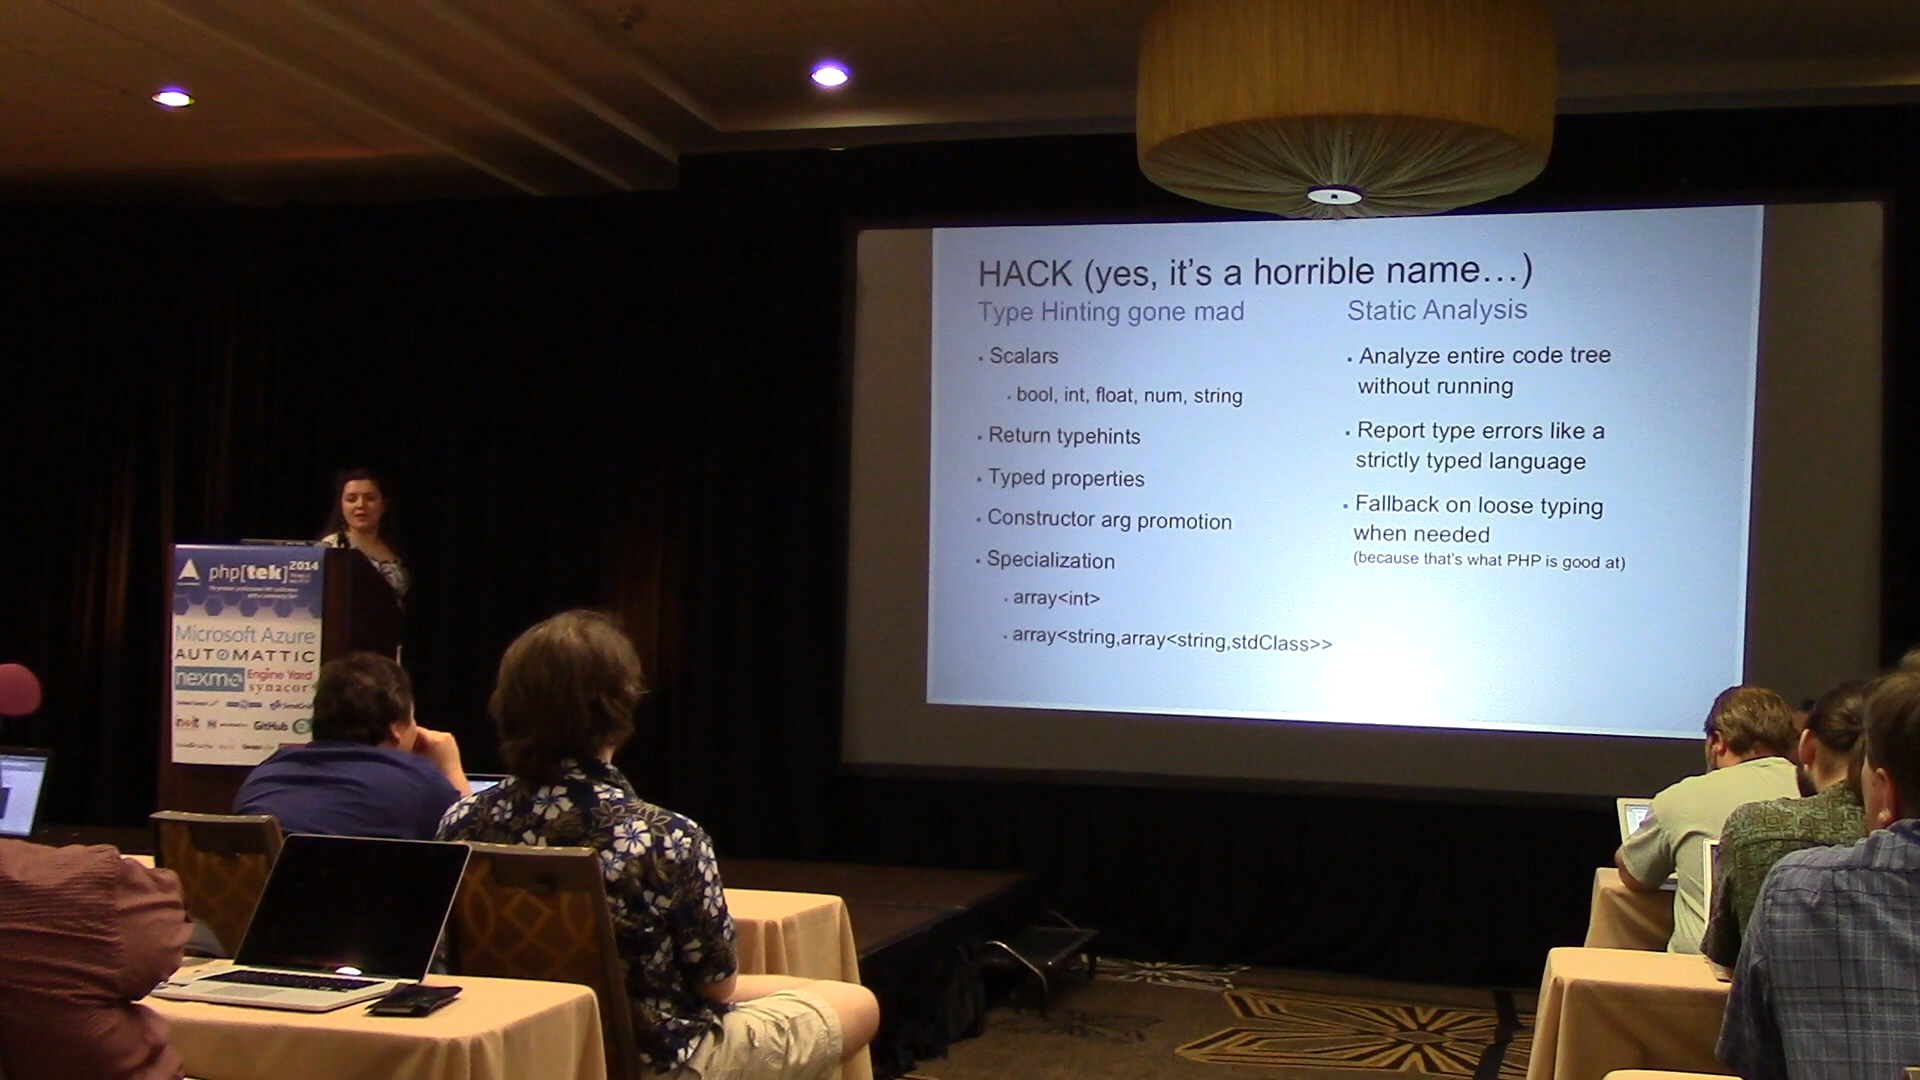 HACK (yes, it's a horrible name…)
Type Hinting gone mad
• Scalars
• bool, int, float, num, string
• Return typehints
• Typed properties
• Constructor arg promotion
• Specialization
• array<int>
• array<string,array<string,stdClass>>
Static Analysis
• Analyze entire code tree
without running
• Report type errors like a
strictly typed language
• Fallback on loose typing
when needed
(because that's what PHP is good at)
php[tek] 2014
Microsoft Azure
AUTOMATTIC
nexmo Engine Yard
synacor
GitHub